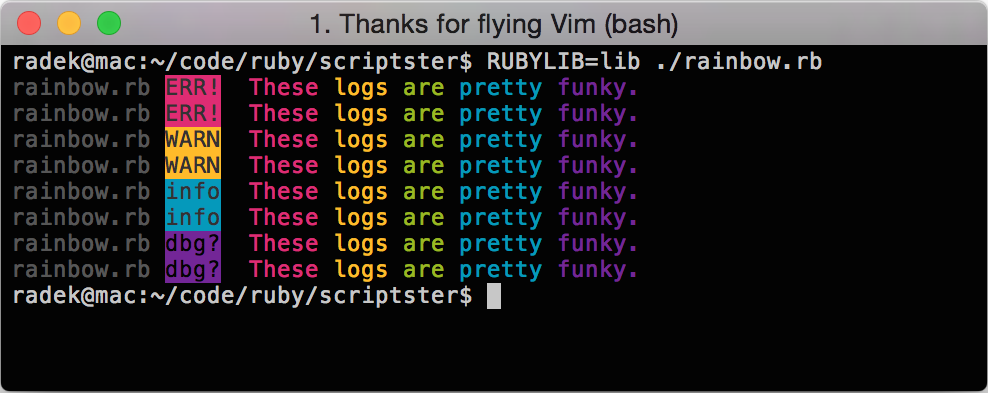 1. Thanks for flying Vim (bash)
radek@mac:~/code/ruby/scriptster$ RUBYLIB=lib ./rainbow.rb
rainbow.rb ERR!  These logs are pretty funky.
rainbow.rb ERR!  These logs are pretty funky.
rainbow.rb WARN  These logs are pretty funky.
rainbow.rb WARN  These logs are pretty funky.
rainbow.rb info  These logs are pretty funky.
rainbow.rb info  These logs are pretty funky.
rainbow.rb dbg?  These logs are pretty funky.
rainbow.rb dbg?  These logs are pretty funky.
radek@mac:~/code/ruby/scriptster$